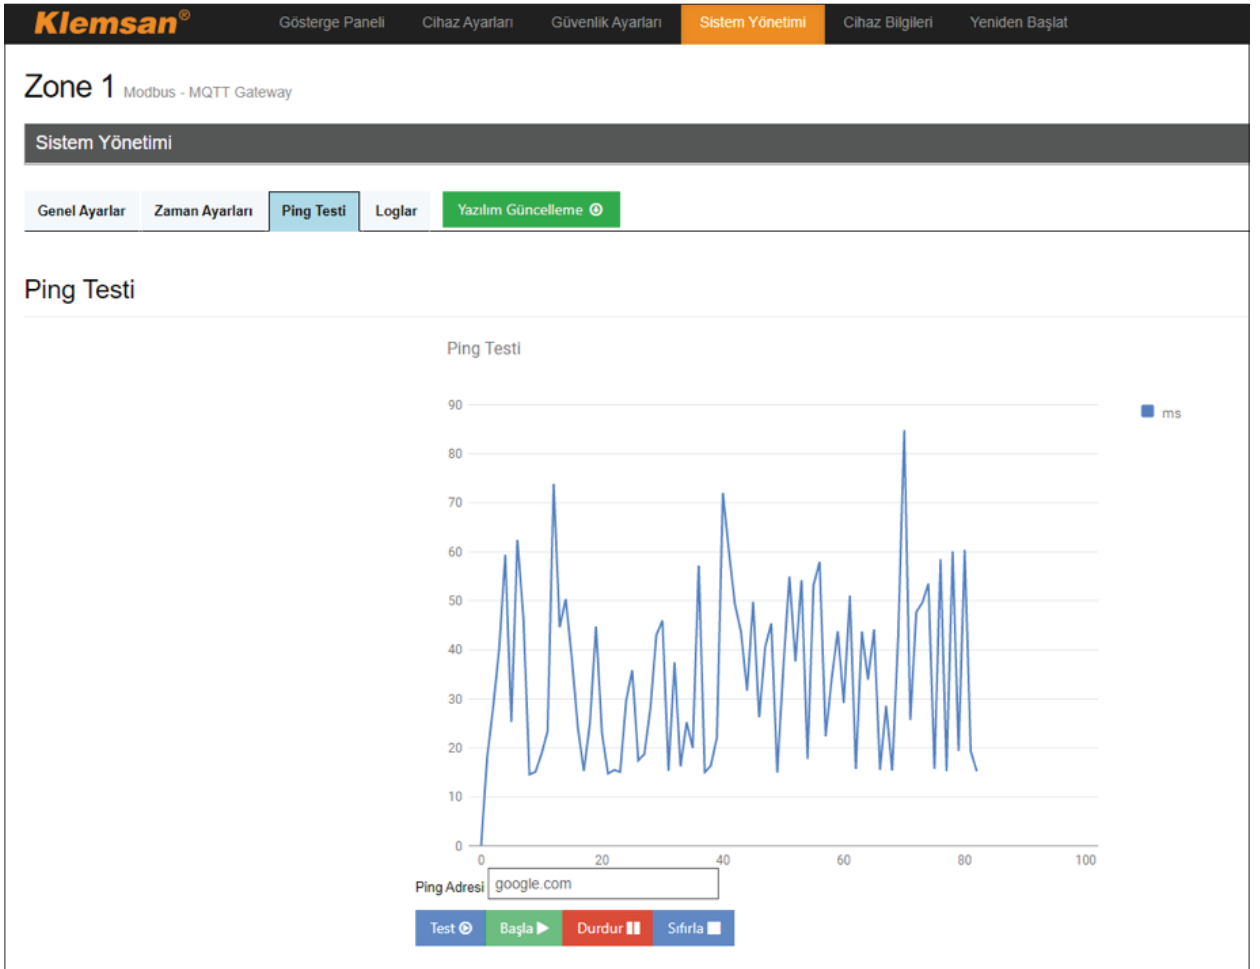 Klemsan®
Gösterge Paneli Cihaz Ayarları Güvenlik Ayarları Sistem Yönetimi Cihaz Bilgileri Yeniden Başlat
Zone 1 Modbus - MQTT Gateway
Sistem Yönetimi
Genel Ayarlar Zaman Ayarları Ping Testi Loglar Yazılım Güncelleme
Ping Testi
Ping Testi
90
ms
80
70
60
50
40
30
20
10
0
0 20 40 60 80 100
Ping Adresi google.com
Test Başla Durdur Sıfırla